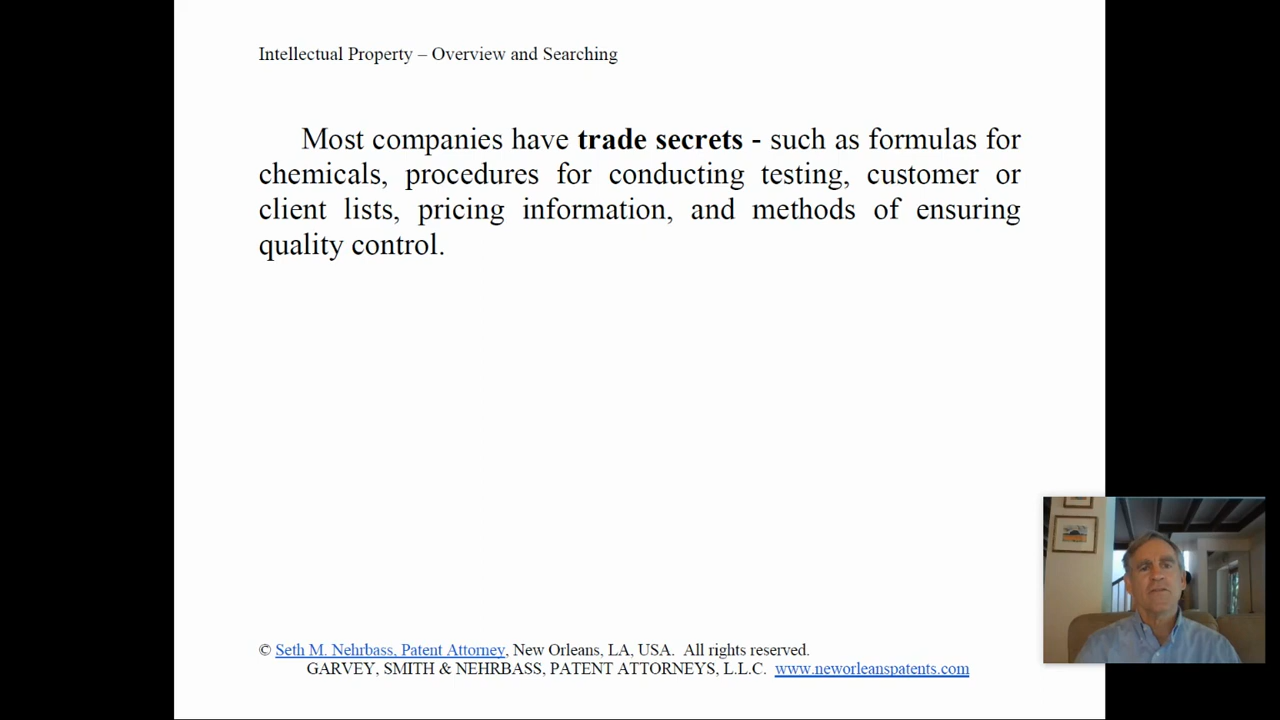 Intellectual Property – Overview and Searching
Most companies have trade secrets - such as formulas for
chemicals, procedures for conducting testing, customer or
client lists, pricing information, and methods of ensuring
quality control.
© Seth M. Nehrbass, Patent Attorney, New Orleans, LA, USA. All rights reserved.
GARVEY, SMITH & NEHRBASS, PATENT ATTORNEYS, L.L.C. www.neworleanspatents.com